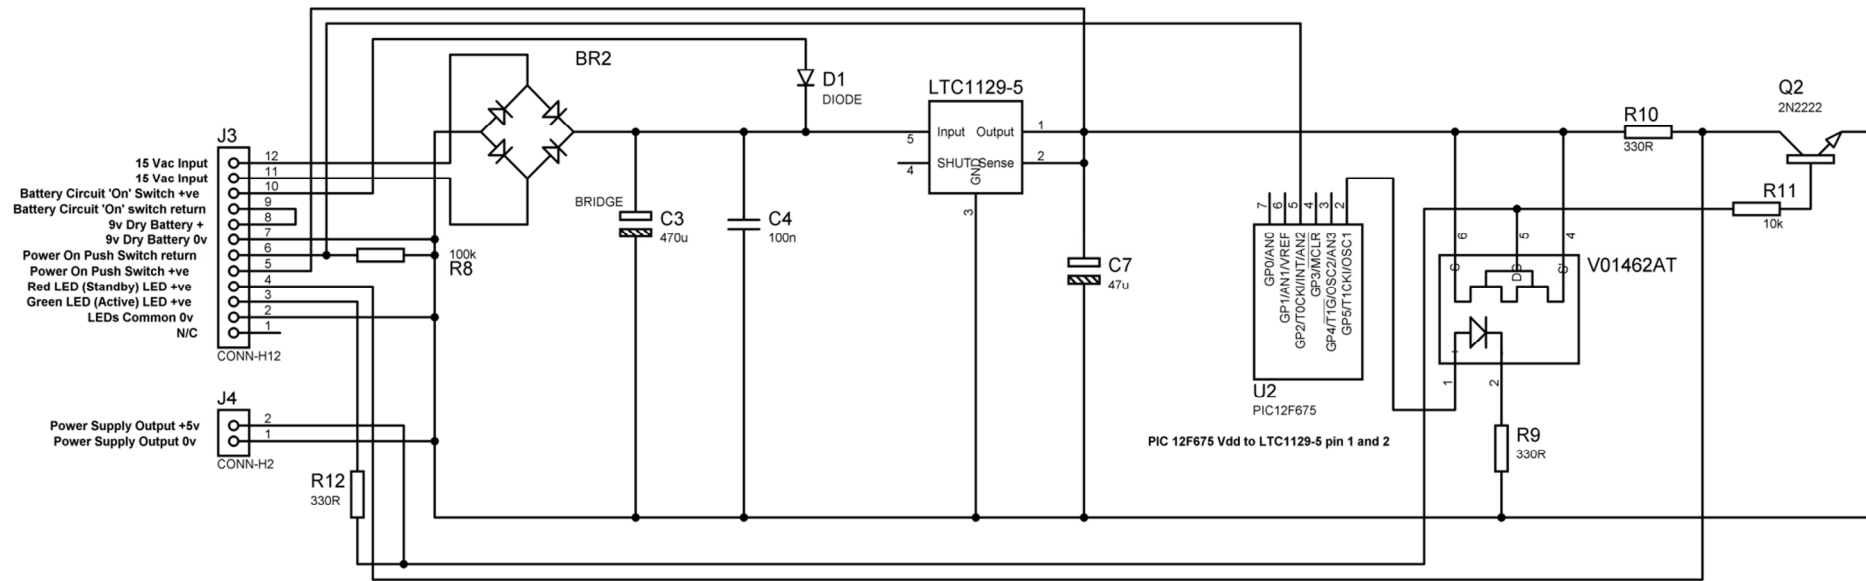 BR2
D1
DIODE
LTC1129-5
Input Output
SHUT Sense
GND
5
4
1
2
3
Q2
2N2222
R10
330R
J3
15 Vac Input 12
15 Vac Input 11
Battery Circuit 'On' Switch +ve 10
Battery Circuit 'On' switch return 9
9v Dry Battery + 8
9v Dry Battery 0v 7
Power On Push Switch return 6
Power On Push Switch +ve 5
Red LED (Standby) LED +ve 4
Green LED (Active) LED +ve 3
LEDs Common 0v 2
N/C 1
CONN-H12
BRIDGE
C3
470u
C4
100n
100k
R8
C7
47u
7
6
5
4
3
2
GP0/AN0
GP1/AN1/VREF
GP2/T0CKI/INT/AN2
GP3/MCLR
GP4/T1G/OSC2/AN3
GP5/T1CKI/OSC1
U2
PIC12F675
R11
10k
6
5
4
V01462AT
1
2
R9
330R
PIC 12F675 Vdd to LTC1129-5 pin 1 and 2
J4
Power Supply Output +5v 2
Power Supply Output 0v 1
CONN-H2
R12
330R